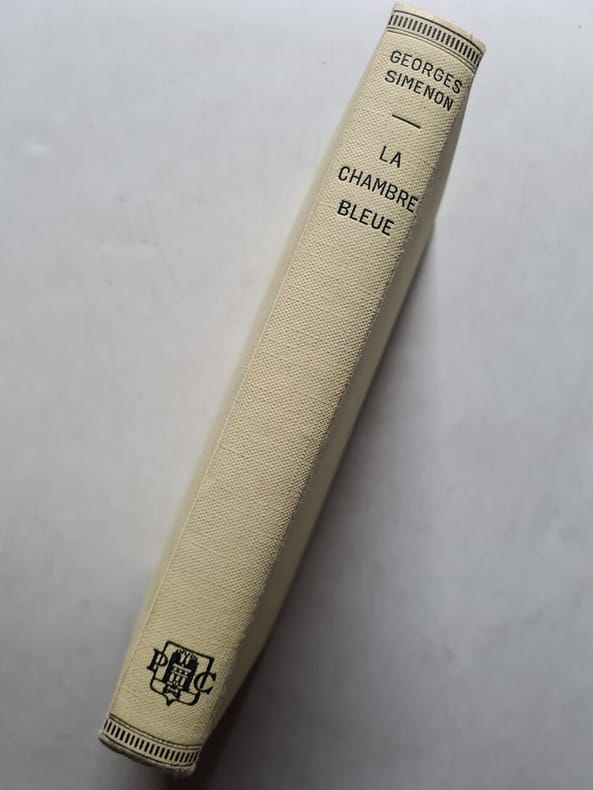 GEORGES
SIMENON
LA
CHAMBRE
BLEUE
P C